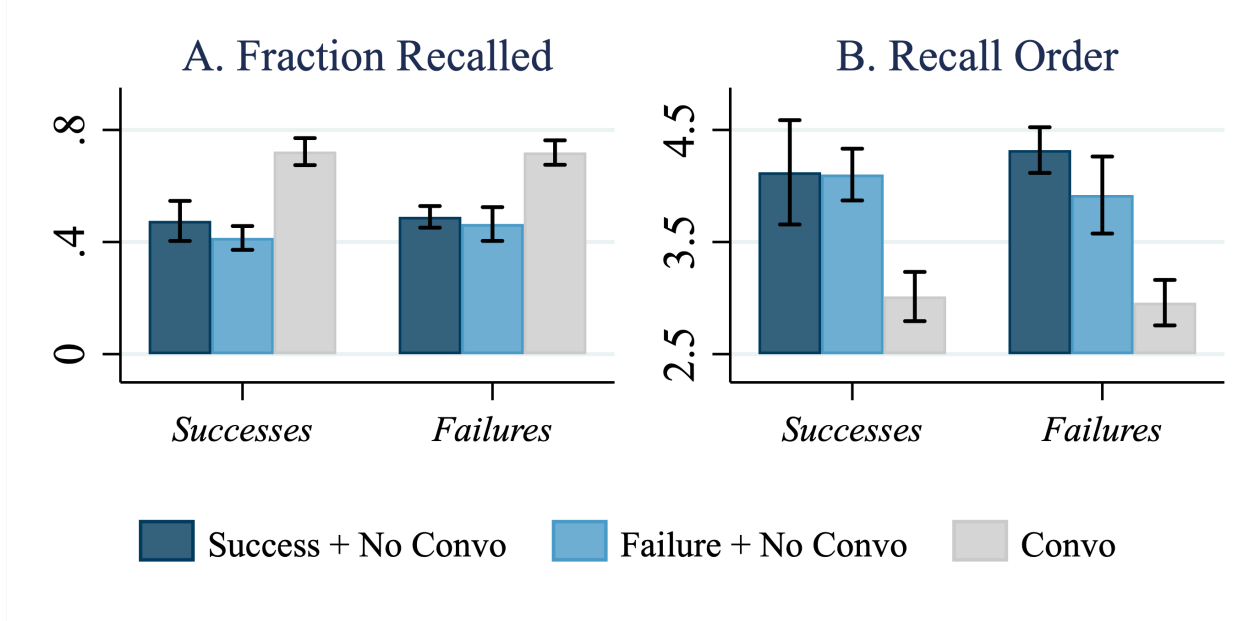 A. Fraction Recalled
.8
.4
0
Successes
Failures
B. Recall Order
4.5
3.5
2.5
Successes
Failures
Success + No Convo
Failure + No Convo
Convo